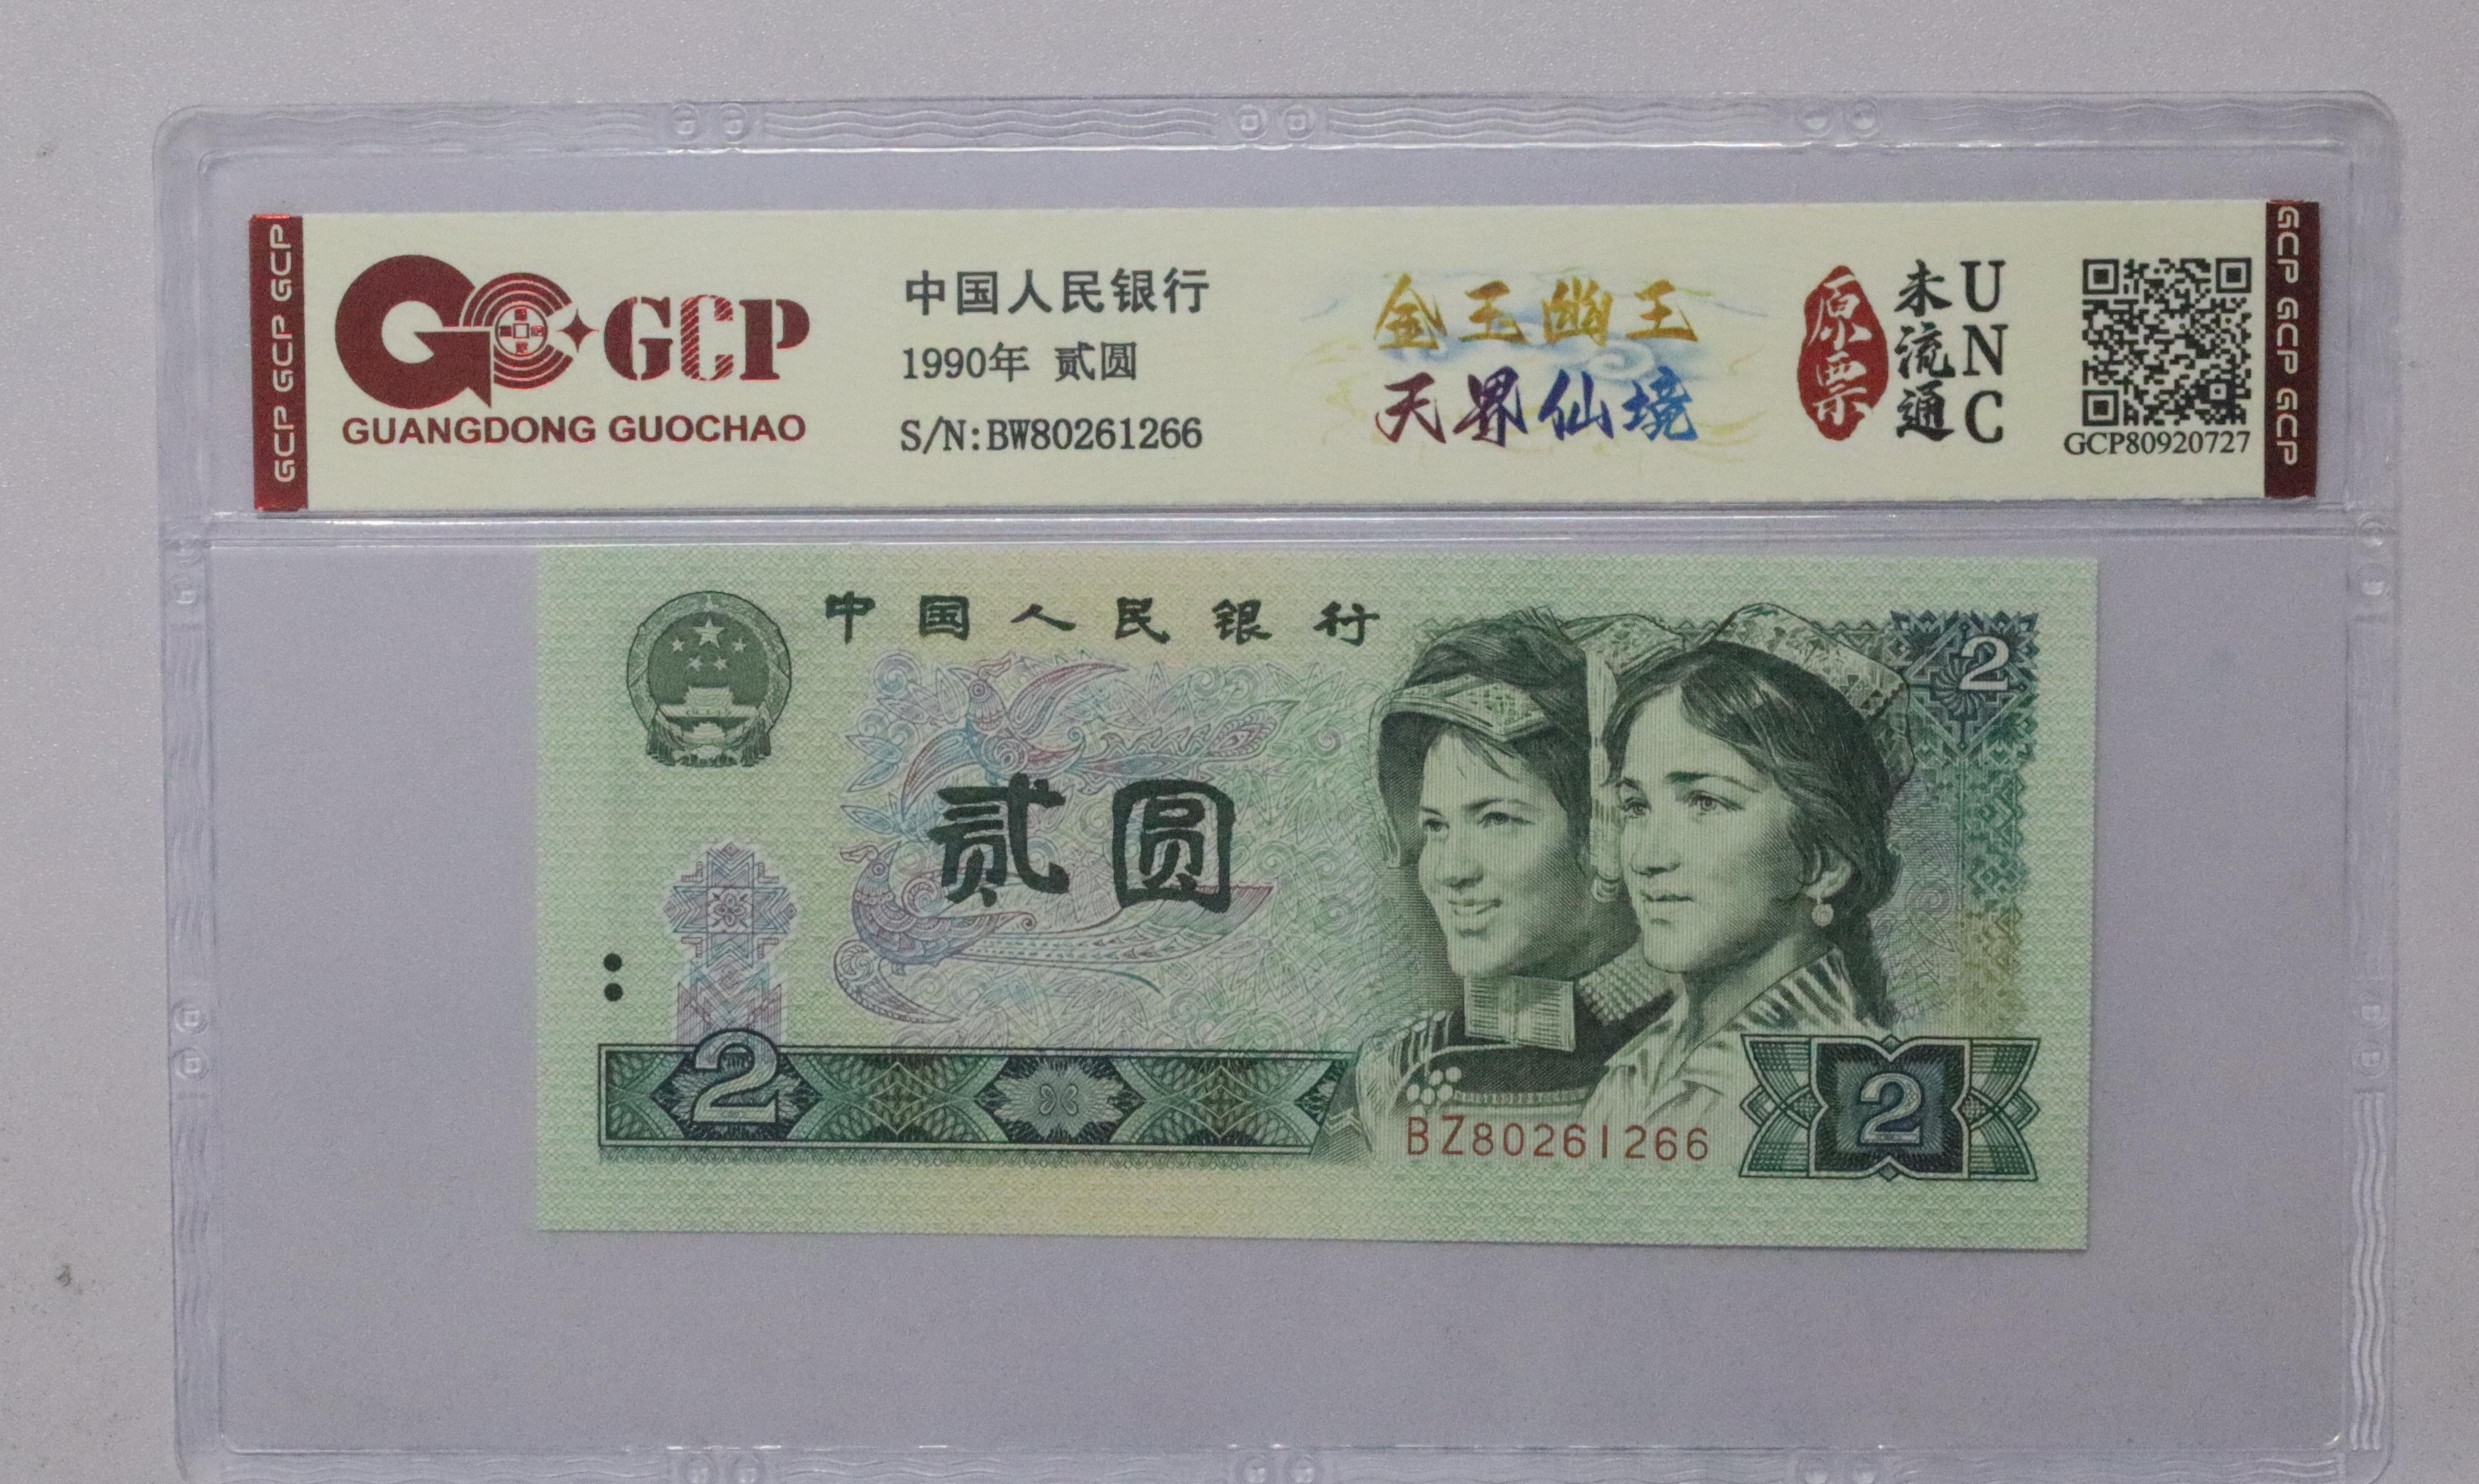 GCP GCP GCP
GCP
GUANGDONG GUOCHAO
中国人民银行
1990年 贰圆
S/N:BW80261266
金玉幽王
天界仙境
原票
未流通
UNC
GCP80920727
GCP GCP GCP
中国人民银行
2
贰圆
2
BZ80261266
2